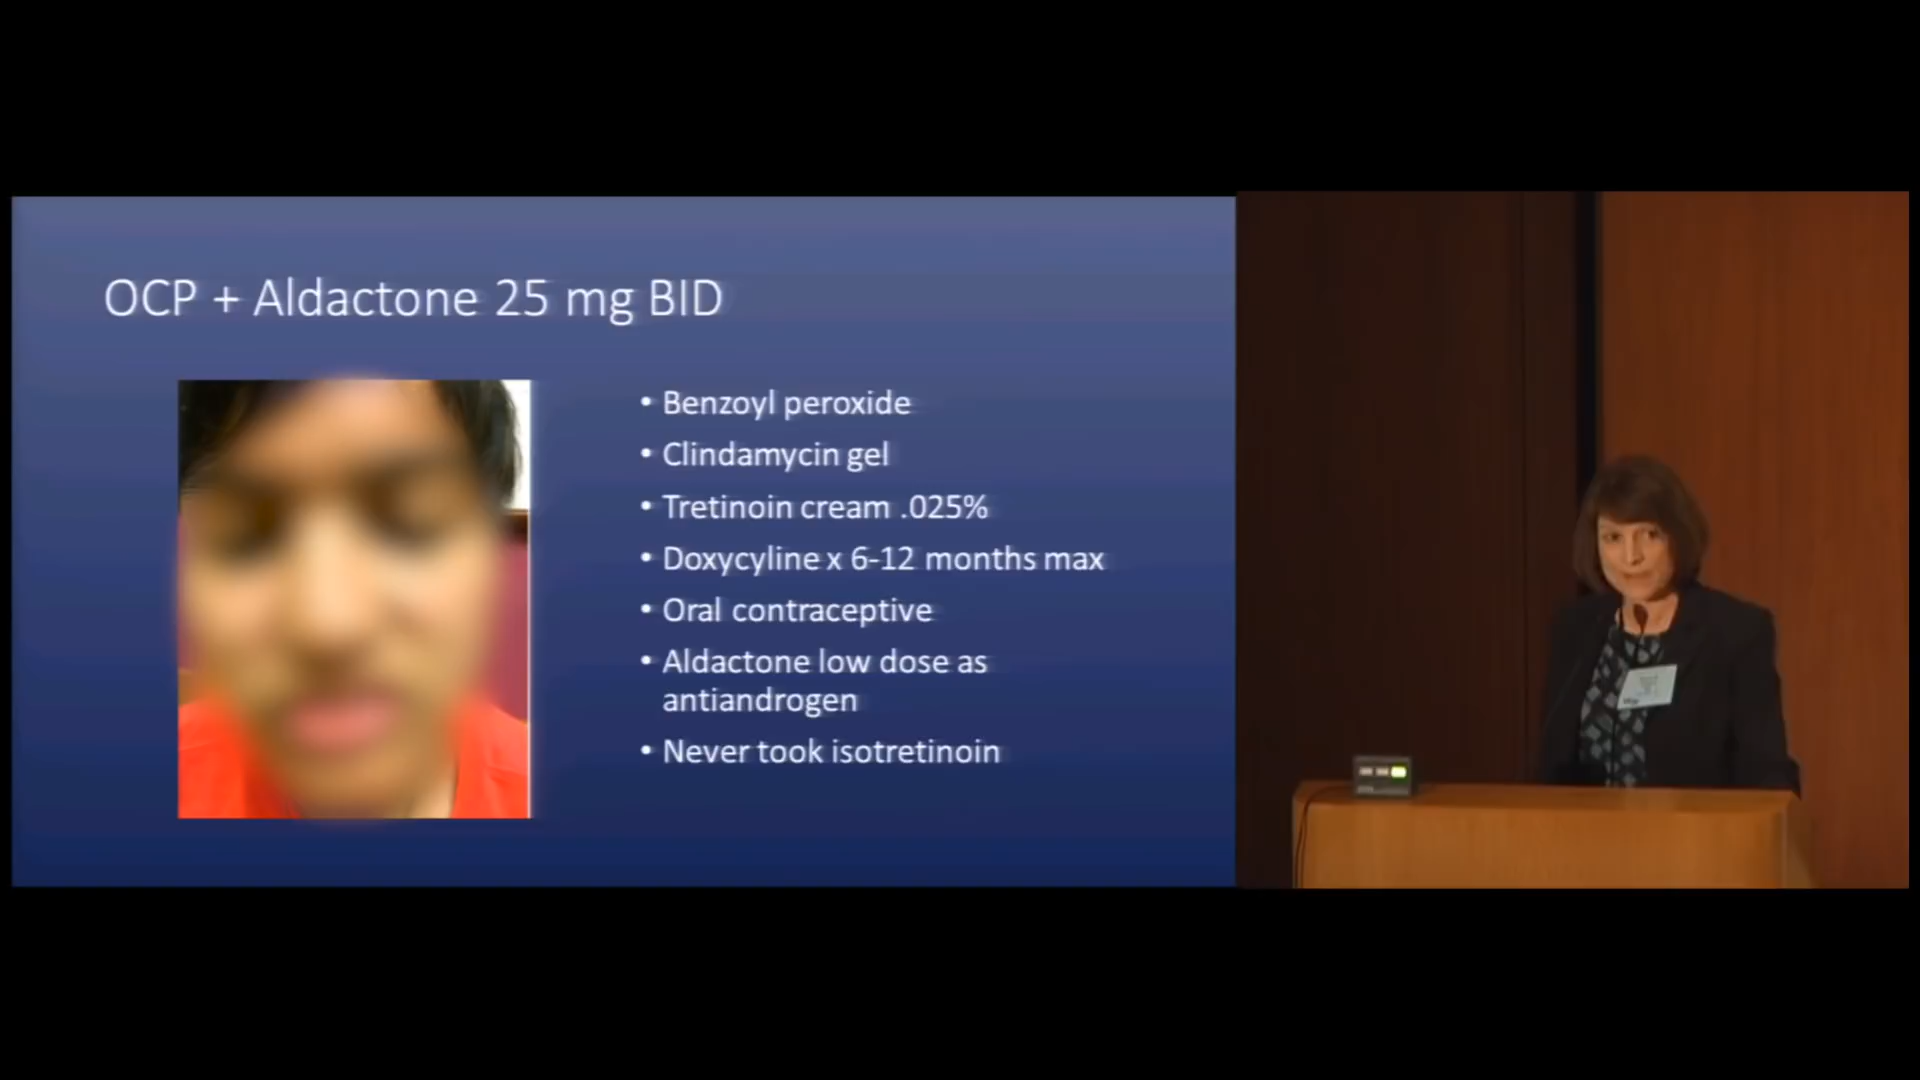 OCP + Aldactone 25 mg BID
• Benzoyl peroxide
• Clindamycin gel
• Tretinoin cream .025%
• Doxycyline x 6-12 months max
• Oral contraceptive
• Aldactone low dose as
antiandrogen
• Never took isotretinoin